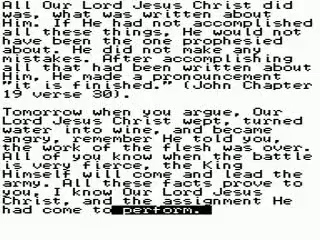 All Our Lord Jesus Christ did
was, what was written about
Him. If He had not accomplished
all these things, He would not
have been the one prophesied
about. He did not make any
mistakes. After accomplishing
all that had been written about
Him, He made a pronouncement
"it is finished." (John Chapter
19 verse 30).
Tomorrow when you argue, Our
Lord Jesus Christ wept, turned
water into wine, and became
angry, remember He told you,
the work of the flesh was over.
All of you know when the battle
is very fierce, the King
Himself will come and lead the
army. All these facts prove to
you, I know Our Lord Jesus
Christ, and the assignment He
had come to perform.